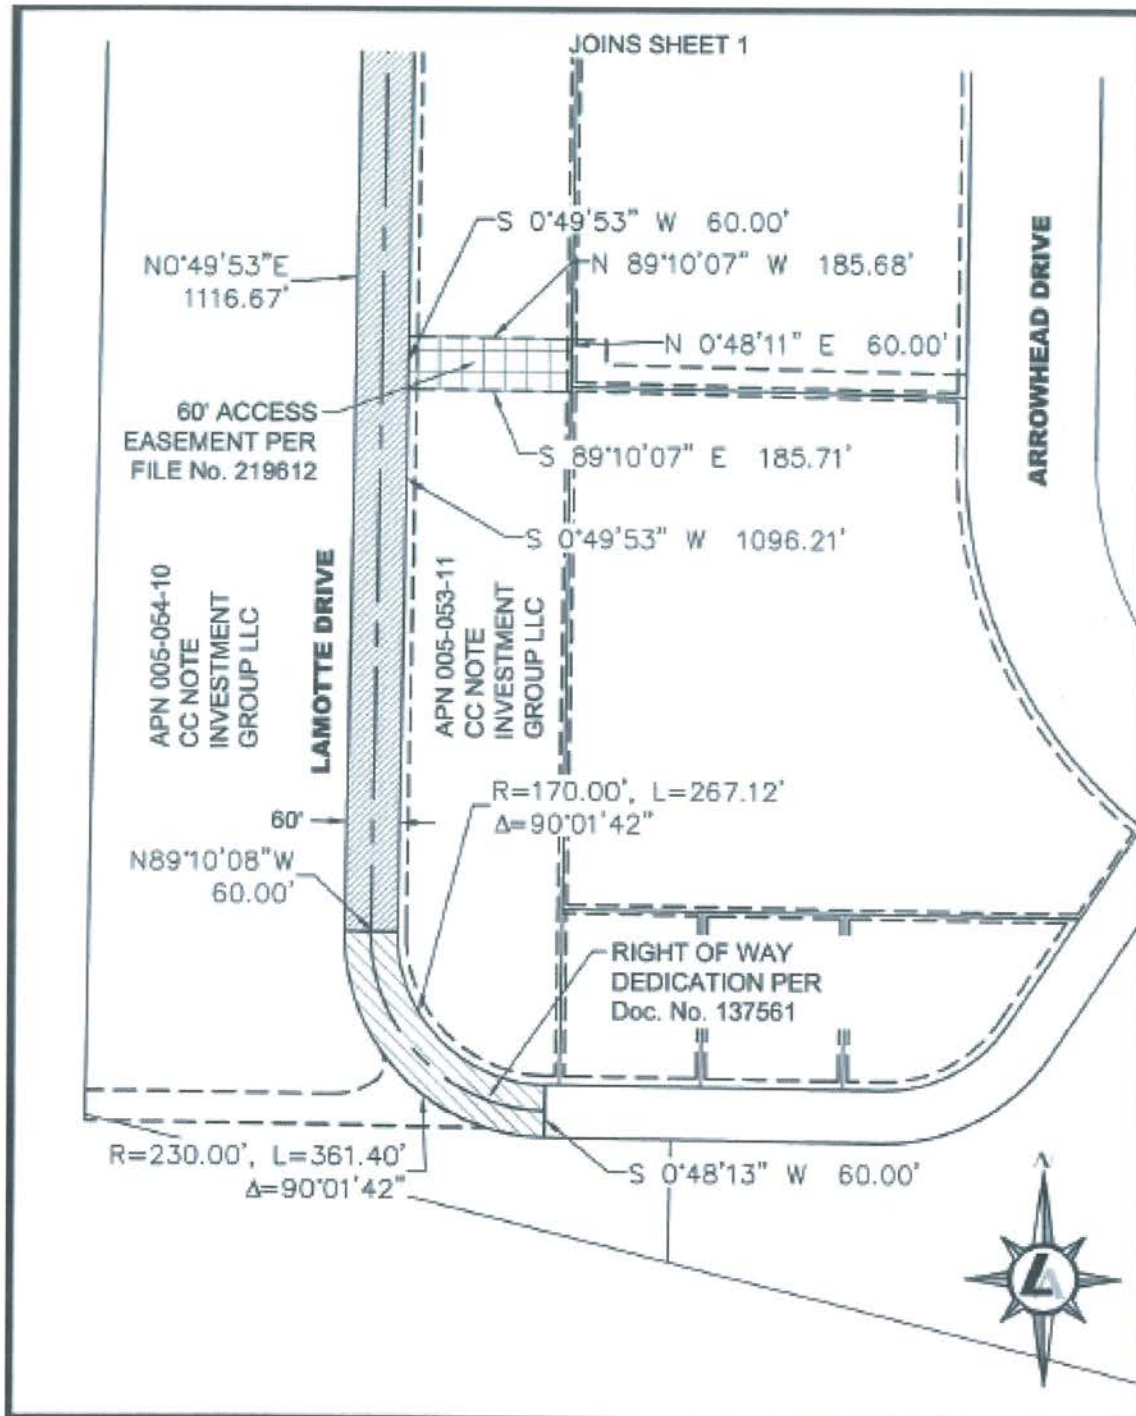 JOINS SHEET 1
S 0°49'53" W 60.00'
N 89°10'07" W 185.68'
N0°49'53"E
1116.67'
N 0°48'11" E 60.00'
60' ACCESS
EASEMENT PER
FILE No. 219612
S 89°10'07" E 185.71'
S 0°49'53" W 1096.21'
ARROWHEAD DRIVE
APN 005-054-10
CC NOTE
INVESTMENT
GROUP LLC
LAMOTTE DRIVE
APN 005-053-11
CC NOTE
INVESTMENT
GROUP LLC
R=170.00', L=267.12'
Δ=90°01'42"
60'
N89°10'08"W
60.00'
RIGHT OF WAY
DEDICATION PER
Doc. No. 137561
R=230.00', L=361.40'
Δ=90°01'42"
S 0°48'13" W 60.00'
N
LA